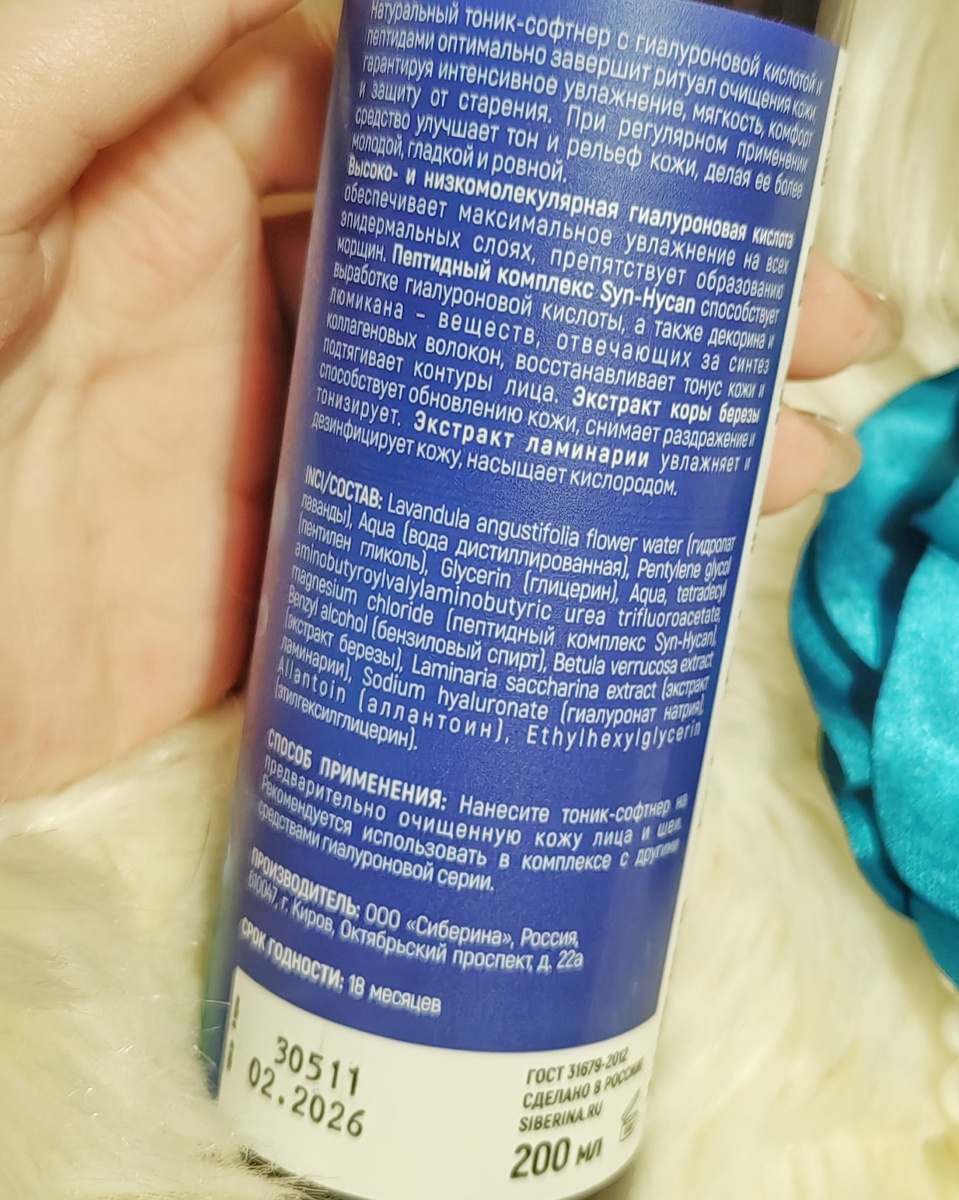 Натуральный тоник-софтнер с гиалуроновой кислотой и
пептидами оптимально завершит ритуал очищения кожи,
гарантируя интенсивное увлажнение, мягкость, комфорт
и защиту от старения. При регулярном применении
средство улучшает тон и рельеф кожи, делая ее более
молодой, гладкой и ровной.
Высоко- и низкомолекулярная гиалуроновая кислота
обеспечивает максимальное увлажнение на всех
эпидермальных слоях, препятствует образованию
морщин. Пептидный комплекс Syn-Hycan способствует
выработке гиалуроновой кислоты, а также декорина и
люмикана – веществ, отвечающих за синтез
коллагеновых волокон, восстанавливает тонус кожи и
подтягивает контуры лица. Экстракт коры березы
способствует обновлению кожи, снимает раздражение и
тонизирует. Экстракт ламинарии увлажняет и
дезинфицирует кожу, насыщает кислородом.
INCI/СОСТАВ: Lavandula angustifolia flower water (гидролат
лаванды), Aqua (вода дистиллированная), Pentylene glycol
(пентилен гликоль), Glycerin (глицерин), Aqua, tetradecyl
aminobutyroylvalylaminobutyric urea trifluoroacetate,
magnesium chloride (пептидный комплекс Syn-Hycan),
Benzyl alcohol (бензиловый спирт), Betula verrucosa extract
(экстракт березы), Laminaria saccharina extract (экстракт
ламинарии), Sodium hyaluronate (гиалуронат натрия),
Allantoin (аллантоин), Ethylhexylglycerin
(этилгексилглицерин).
СПОСОБ ПРИМЕНЕНИЯ: Нанесите тоник-софтнер на
предварительно очищенную кожу лица и шеи.
Рекомендуется использовать в комплексе с другими
средствами гиалуроновой серии.
ПРОИЗВОДИТЕЛЬ: ООО «Сиберина», Россия,
610047, г. Киров, Октябрьский проспект, д. 22а
СРОК ГОДНОСТИ: 18 месяцев
30511
02.2026
ГОСТ 31679-2012
СДЕЛАНО В РОССИИ
SIBERINA.RU
200 мл